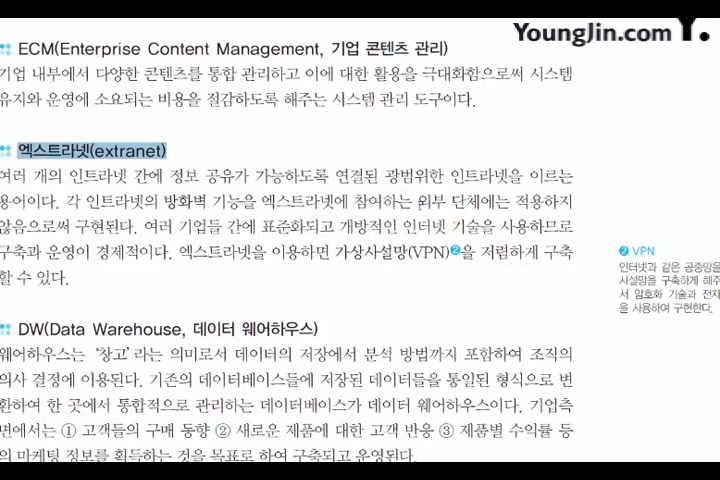 YoungJin.com Y.
ECM(Enterprise Content Management, 기업 콘텐츠 관리)
기업 내부에서 다양한 콘텐츠를 통합 관리하고 이에 대한 활용을 극대화함으로써 시스템
유지와 운영에 소요되는 비용을 절감하도록 해주는 시스템 관리 도구이다.
엑스트라넷(extranet)
여러 개의 인트라넷 간에 정보 공유가 가능하도록 연결된 광범위한 인트라넷을 이르는
용어이다. 각 인트라넷의 방화벽 기능을 엑스트라넷에 참여하는 외부 단체에는 적용하지
않음으로써 구현된다. 여러 기업들 간에 표준화되고 개방적인 인터넷 기술을 사용하므로
구축과 운영이 경제적이다. 엑스트라넷을 이용하면 가상사설망(VPN)❷을 저렴하게 구축
할 수 있다.
❷ VPN
인터넷과 같은 공중망을
사설망을 구축하게 해주
서 암호화 기술과 전자
을 사용하여 구현한다.
DW(Data Warehouse, 데이터 웨어하우스)
웨어하우스는 ‘창고’라는 의미로서 데이터의 저장에서 분석 방법까지 포함하여 조직의
의사 결정에 이용된다. 기존의 데이터베이스들에 저장된 데이터들을 통일된 형식으로 변
환하여 한 곳에서 통합적으로 관리하는 데이터베이스가 데이터 웨어하우스이다. 기업측
면에서는 ① 고객들의 구매 동향 ② 새로운 제품에 대한 고객 반응 ③ 제품별 수익률 등
의 마케팅 정보를 획득하는 것을 목표로 하여 구축되고 운영된다.